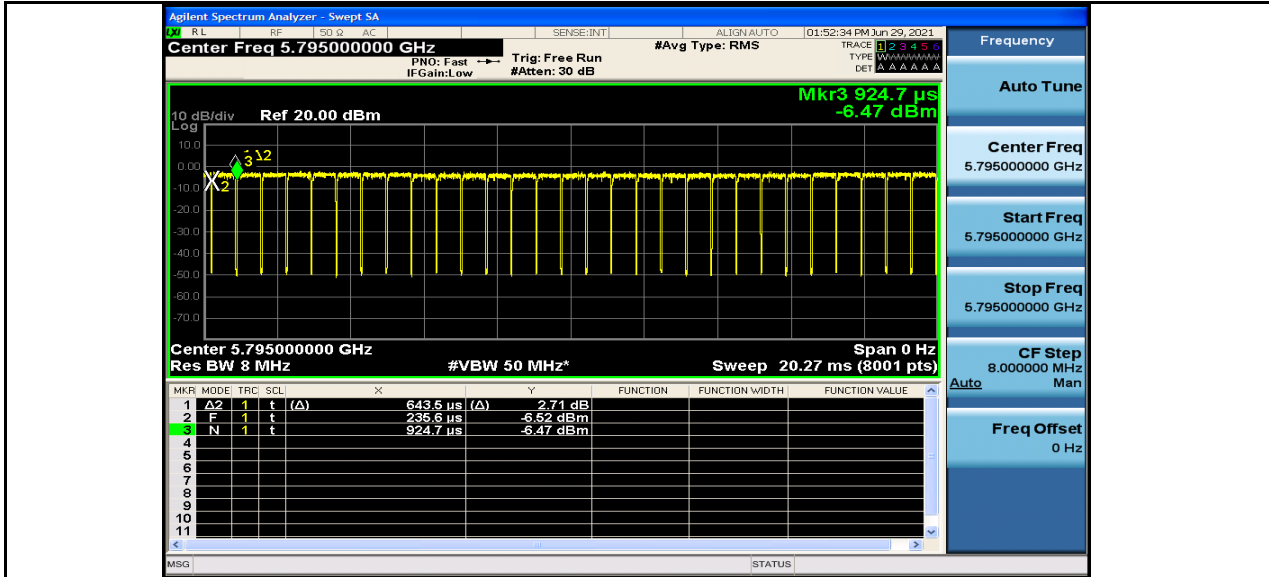 Agilent Spectrum Analyzer - Swept SA
LXI RL RF 50 Ω AC SENSE:INT ALIGN AUTO 01:52:34 PM Jun 29, 2021
Center Freq 5.795000000 GHz #Avg Type: RMS TRACE 1 2 3 4 5 6
PNO: Fast Trig: Free Run TYPE WWWWWW
IFGain:Low #Atten: 30 dB DET A A A A A A
Mkr3 924.7 µs
10 dB/div Ref 20.00 dBm -6.47 dBm
Log
10.0
0.00
-10.0
-20.0
-30.0
-40.0
-50.0
-60.0
-70.0
3 Δ2
X2
Center 5.795000000 GHz Span 0 Hz
Res BW 8 MHz #VBW 50 MHz* Sweep 20.27 ms (8001 pts)
MKR MODE TRC SCL X Y FUNCTION FUNCTION WIDTH FUNCTION VALUE
1 Δ2 1 t (Δ) 643.5 µs (Δ) 2.71 dB
2 F 1 t 235.6 µs -6.52 dBm
3 N 1 t 924.7 µs -6.47 dBm
4
5
6
7
8
9
10
11
MSG STATUS
Frequency
Auto Tune
Center Freq
5.795000000 GHz
Start Freq
5.795000000 GHz
Stop Freq
5.795000000 GHz
CF Step
8.000000 MHz
Auto Man
Freq Offset
0 Hz